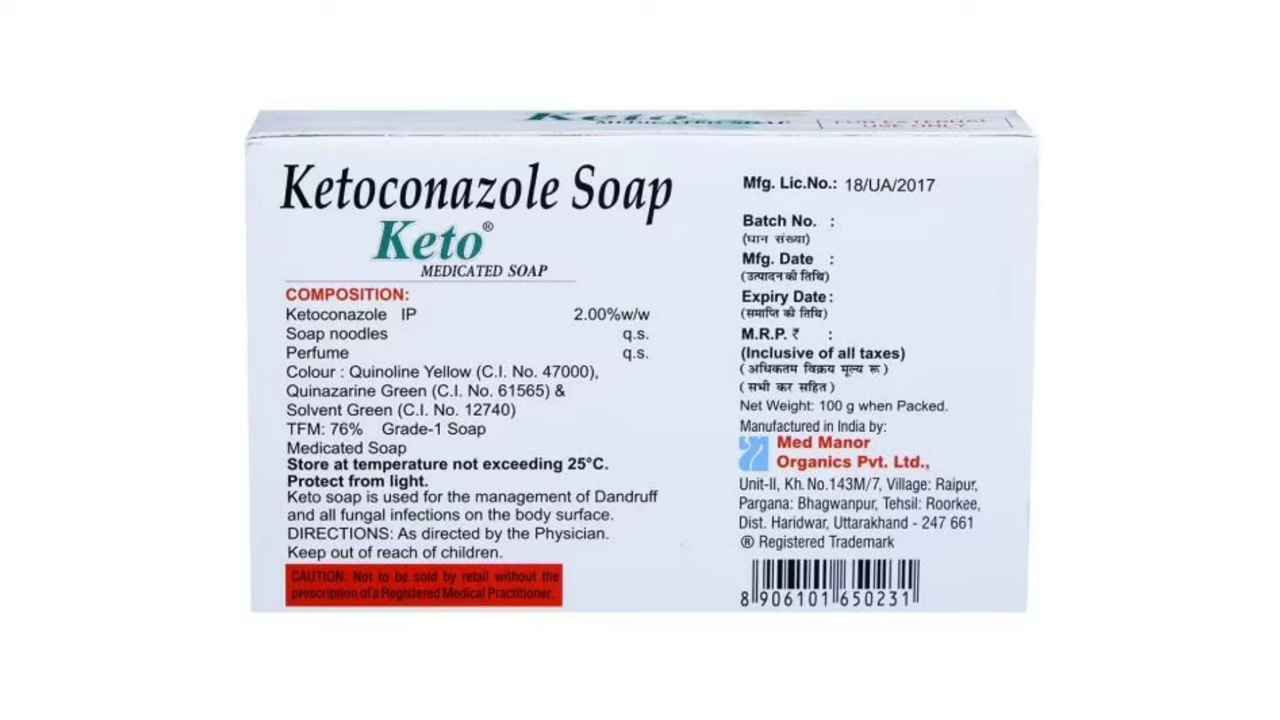 Keto
MEDICATED SOAP
FOR EXTERNAL
USE ONLY
Ketoconazole Soap
Keto®
MEDICATED SOAP
COMPOSITION:
Ketoconazole IP 2.00%w/w
Soap noodles q.s.
Perfume q.s.
Colour : Quinoline Yellow (C.I. No. 47000),
Quinazarine Green (C.I. No. 61565) &
Solvent Green (C.I. No. 12740)
TFM: 76% Grade-1 Soap
Medicated Soap
Store at temperature not exceeding 25°C.
Protect from light.
Keto soap is used for the management of Dandruff
and all fungal infections on the body surface.
DIRECTIONS: As directed by the Physician.
Keep out of reach of children.
CAUTION: Not to be sold by retail without the
prescription of a Registered Medical Practitioner.
Mfg. Lic.No.: 18/UA/2017
Batch No. :
(घान संख्या)
Mfg. Date :
(उत्पादन की तिथि)
Expiry Date :
(समाप्ति की तिथि)
M.R.P. ₹ :
(Inclusive of all taxes)
( अधिकतम विक्रय मूल्य रू )
( सभी कर सहित )
Net Weight: 100 g when Packed.
Manufactured in India by:
Med Manor
Organics Pvt. Ltd.,
Unit-II, Kh. No.143M/7, Village: Raipur,
Pargana: Bhagwanpur, Tehsil: Roorkee,
Dist. Haridwar, Uttarakhand - 247 661
® Registered Trademark
8 906101 650231